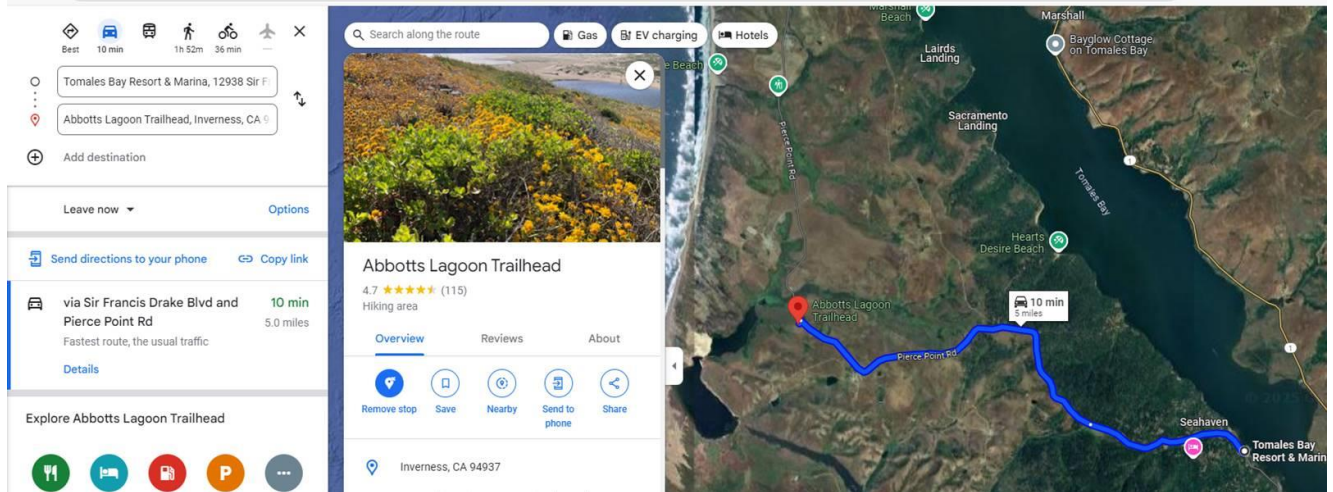 Best
10 min
1h 52m
36 min
—
Tomales Bay Resort & Marina, 12938 Sir F
Abbotts Lagoon Trailhead, Inverness, CA 9
Add destination
Leave now
Options
Send directions to your phone
Copy link
via Sir Francis Drake Blvd and
Pierce Point Rd
10 min
5.0 miles
Fastest route, the usual traffic
Details
Explore Abbotts Lagoon Trailhead
P
Search along the route
Gas
EV charging
Hotels
Abbotts Lagoon Trailhead
4.7 (115)
Hiking area
Overview
Reviews
About
Remove stop
Save
Nearby
Send to
phone
Share
Inverness, CA 94937
Marshall
Beach
Marshall
Bayglow Cottage
on Tomales Bay
Lairds
Landing
e Beach
Sacramento
Landing
Pierce Point Rd
1
Tomales Bay
Hearts
Desire Beach
Abbotts Lagoon
Trailhead
10 min
5 miles
Pierce Point Rd
1
Seahaven
Tomales Bay
Resort & Marin